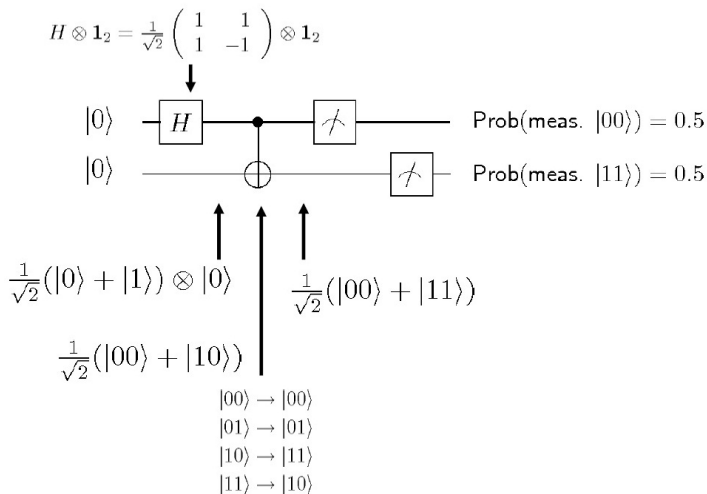 H ⊗ 𝟏₂ = 1/√2 ( 1 1
1 −1 ) ⊗ 𝟏₂
|0⟩ H Prob(meas. |00⟩) = 0.5
|0⟩ Prob(meas. |11⟩) = 0.5
1/√2(|0⟩ + |1⟩) ⊗ |0⟩
1/√2(|00⟩ + |11⟩)
1/√2(|00⟩ + |10⟩)
|00⟩ → |00⟩
|01⟩ → |01⟩
|10⟩ → |11⟩
|11⟩ → |10⟩